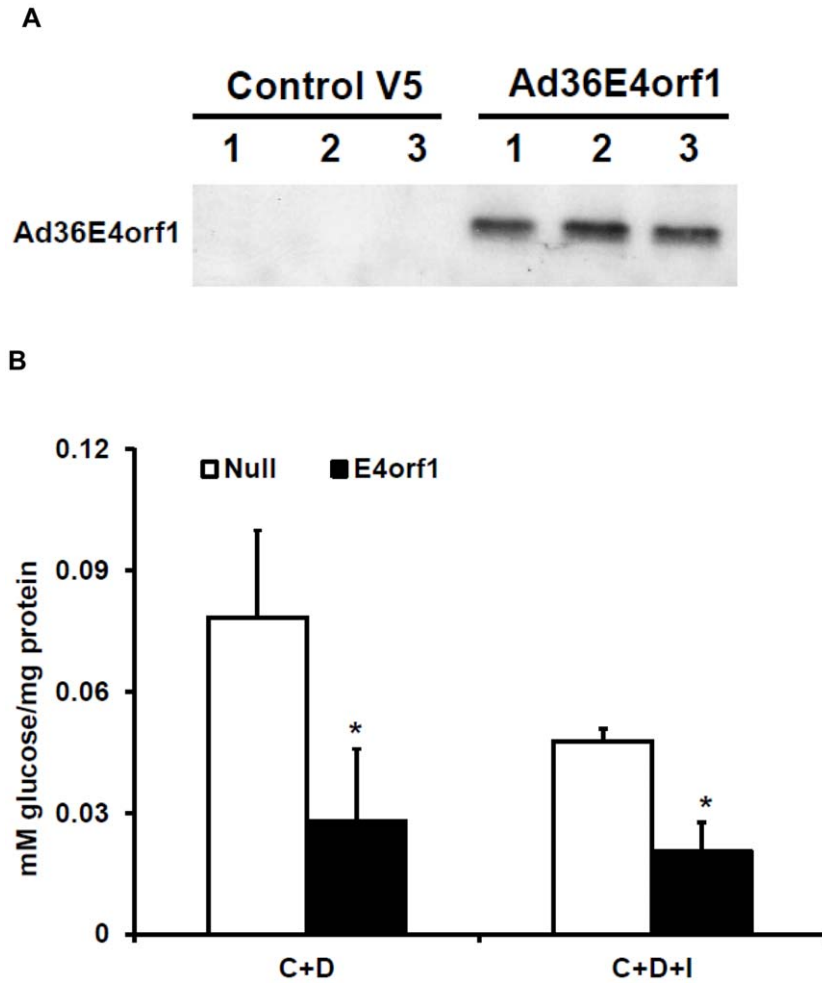 A
Control V5 Ad36E4orf1
1 2 3 1 2 3
Ad36E4orf1
B
0.12
Null E4orf1
0.09
0.06
0.03
0
mM glucose/mg protein
* *
C+D C+D+I